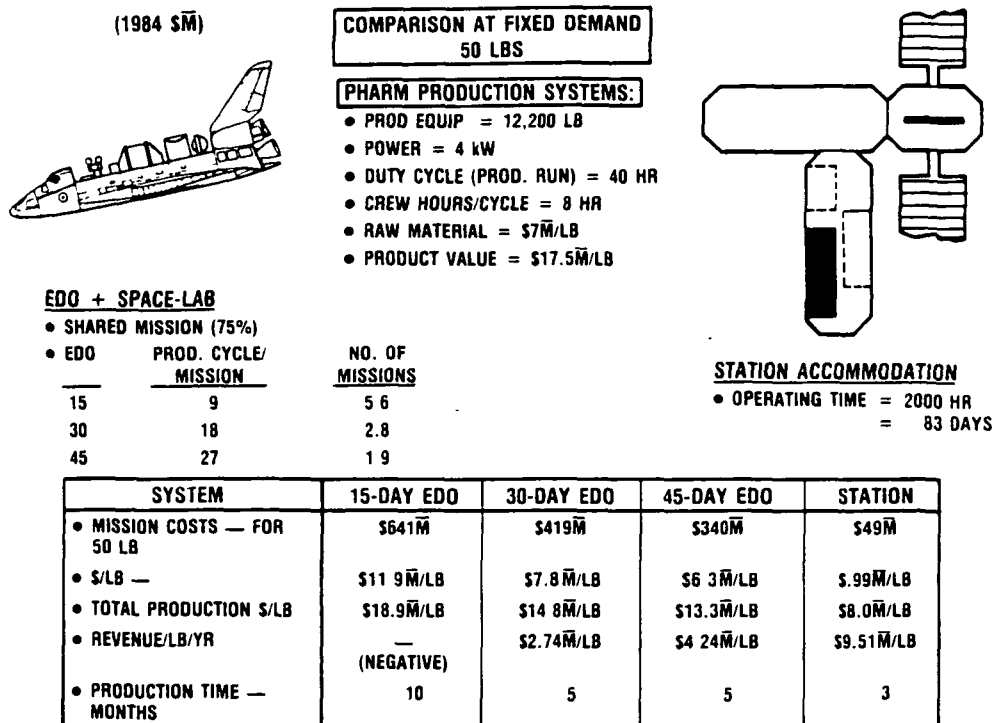 (1984 $M̅)
COMPARISON AT FIXED DEMAND
50 LBS
PHARM PRODUCTION SYSTEMS:
• PROD EQUIP = 12,200 LB
• POWER = 4 kW
• DUTY CYCLE (PROD. RUN) = 40 HR
• CREW HOURS/CYCLE = 8 HR
• RAW MATERIAL = $7M̅/LB
• PRODUCT VALUE = $17.5M̅/LB
EDO + SPACE-LAB
• SHARED MISSION (75%)
• EDO PROD. CYCLE/ NO. OF
MISSION MISSIONS
15 9 5 6
30 18 2.8
45 27 1 9
STATION ACCOMMODATION
• OPERATING TIME = 2000 HR
= 83 DAYS
SYSTEM 15-DAY EDO 30-DAY EDO 45-DAY EDO STATION
• MISSION COSTS — FOR $641M̅ $419M̅ $340M̅ $49M̅
50 LB
• $/LB — $11 9M̅/LB $7.8M̅/LB $6 3M̅/LB $.99M̅/LB
• TOTAL PRODUCTION $/LB $18.9M̅/LB $14 8M̅/LB $13.3M̅/LB $8.0M̅/LB
• REVENUE/LB/YR — $2.74M̅/LB $4 24M̅/LB $9.51M̅/LB
(NEGATIVE)
• PRODUCTION TIME — 10 5 5 3
MONTHS